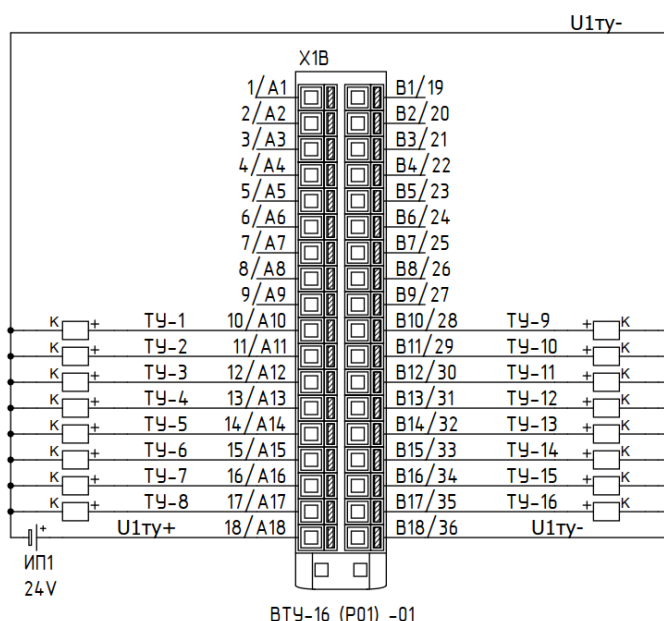 U1ту-
X1B
1/A1 B1/19
2/A2 B2/20
3/A3 B3/21
4/A4 B4/22
5/A5 B5/23
6/A6 B6/24
7/A7 B7/25
8/A8 B8/26
9/A9 B9/27
К + ТУ-1 10/A10 B10/28 ТУ-9 + К
К + ТУ-2 11/A11 B11/29 ТУ-10 + К
К + ТУ-3 12/A12 B12/30 ТУ-11 + К
К + ТУ-4 13/A13 B13/31 ТУ-12 + К
К + ТУ-5 14/A14 B14/32 ТУ-13 + К
К + ТУ-6 15/A15 B15/33 ТУ-14 + К
К + ТУ-7 16/A16 B16/34 ТУ-15 + К
К + ТУ-8 17/A17 B17/35 ТУ-16 + К
+ U1ту+ 18/A18 B18/36 U1ту-
ИП1
24V
ВТУ-16 (Р01) -01